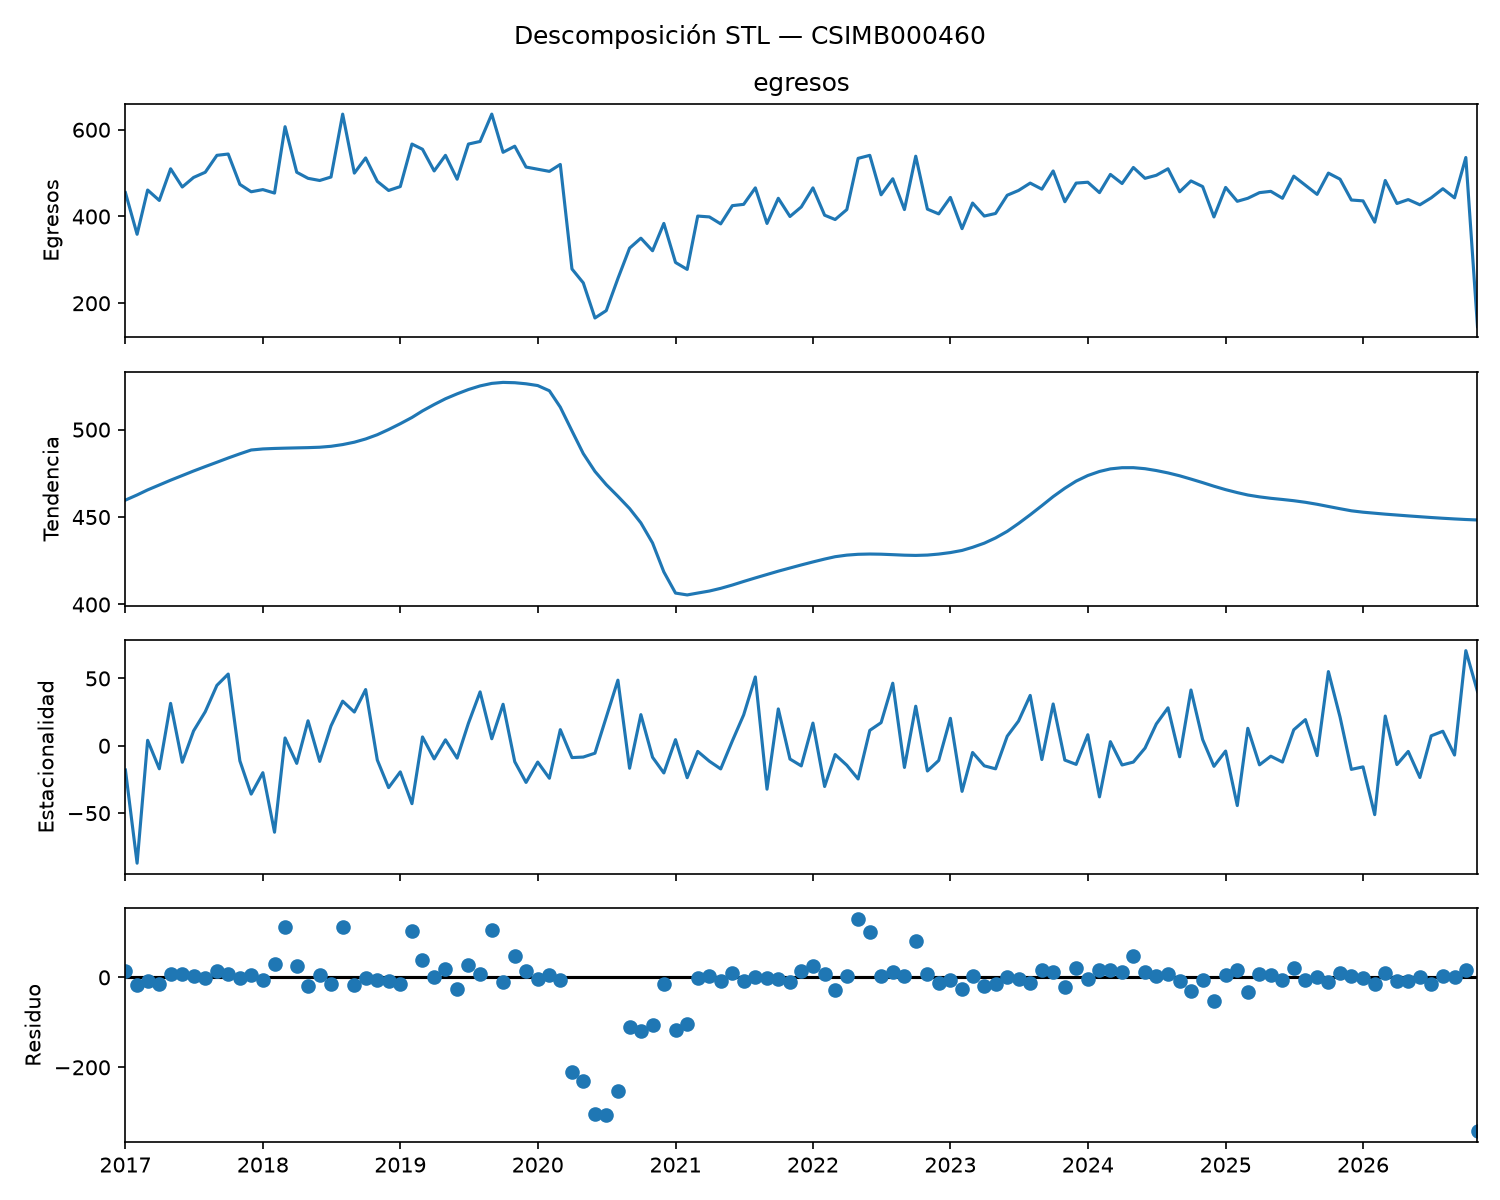 Descomposición STL — CSIMB000460
egresos
Egresos
600
400
200
Tendencia
500
450
400
Estacionalidad
50
0
−50
Residuo
0
−200
2017 2018 2019 2020 2021 2022 2023 2024 2025 2026